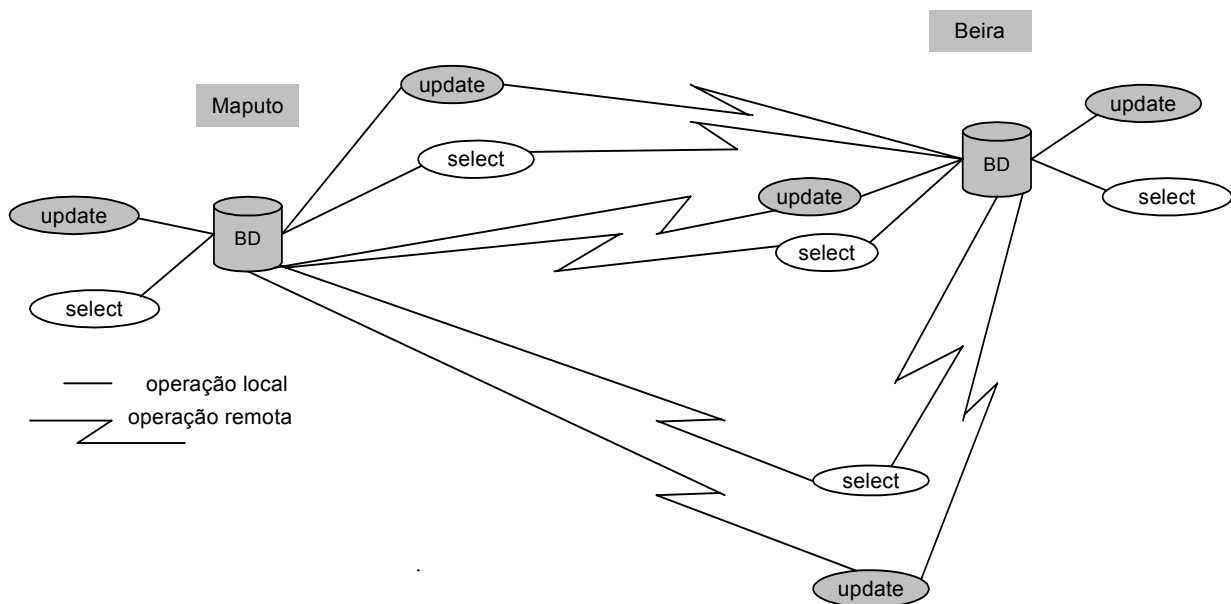 Beira
Maputo
update
update
select
BD
update
select
update
BD
select
update
select
operação local
operação remota
select
update